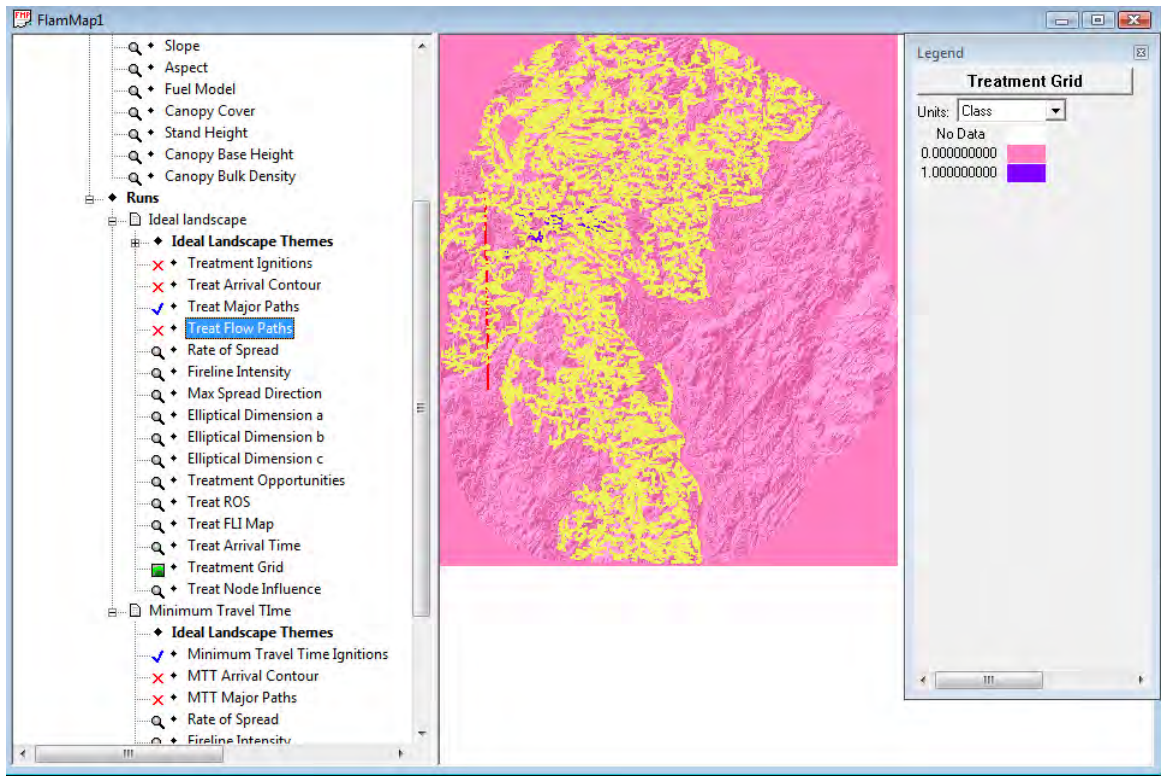 FlamMap1
Slope
Aspect
Fuel Model
Canopy Cover
Stand Height
Canopy Base Height
Canopy Bulk Density
Runs
Ideal landscape
Ideal Landscape Themes
Treatment Ignitions
Treat Arrival Contour
Treat Major Paths
Treat Flow Paths
Rate of Spread
Fireline Intensity
Max Spread Direction
Elliptical Dimension a
Elliptical Dimension b
Elliptical Dimension c
Treatment Opportunities
Treat ROS
Treat FLI Map
Treat Arrival Time
Treatment Grid
Treat Node Influence
Minimum Travel TIme
Ideal Landscape Themes
Minimum Travel Time Ignitions
MTT Arrival Contour
MTT Major Paths
Rate of Spread
Fireline Intensity
Legend
Treatment Grid
Units: Class
No Data
0.000000000
1.000000000